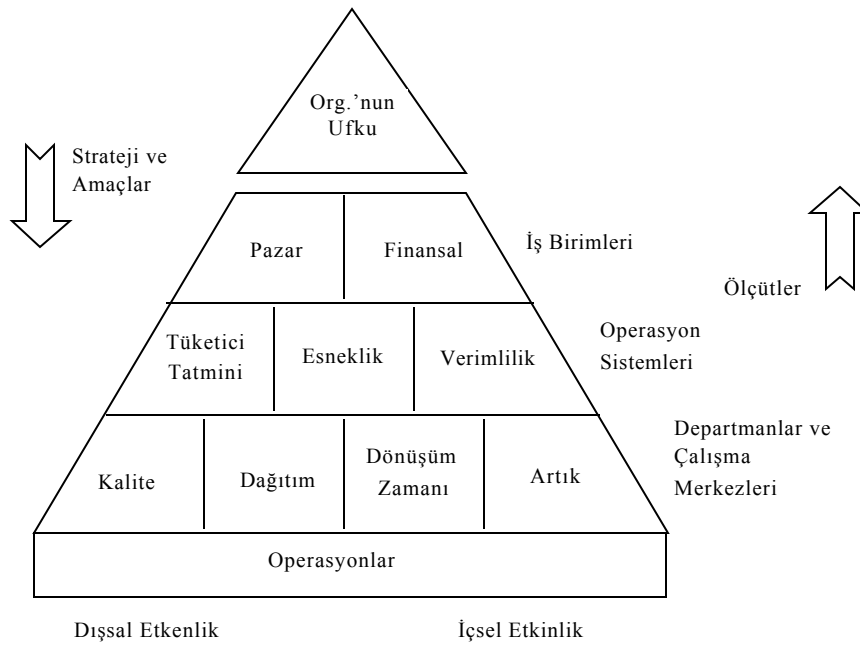 Org.’nun
Ufku
Strateji ve
Amaçlar
Pazar
Finansal
İş Birimleri
Ölçütler
Tüketici
Tatmini
Esneklik
Verimlilik
Operasyon
Sistemleri
Kalite
Dağıtım
Dönüşüm
Zamanı
Artık
Departmanlar ve
Çalışma
Merkezleri
Operasyonlar
Dışsal Etkenlik
İçsel Etkinlik